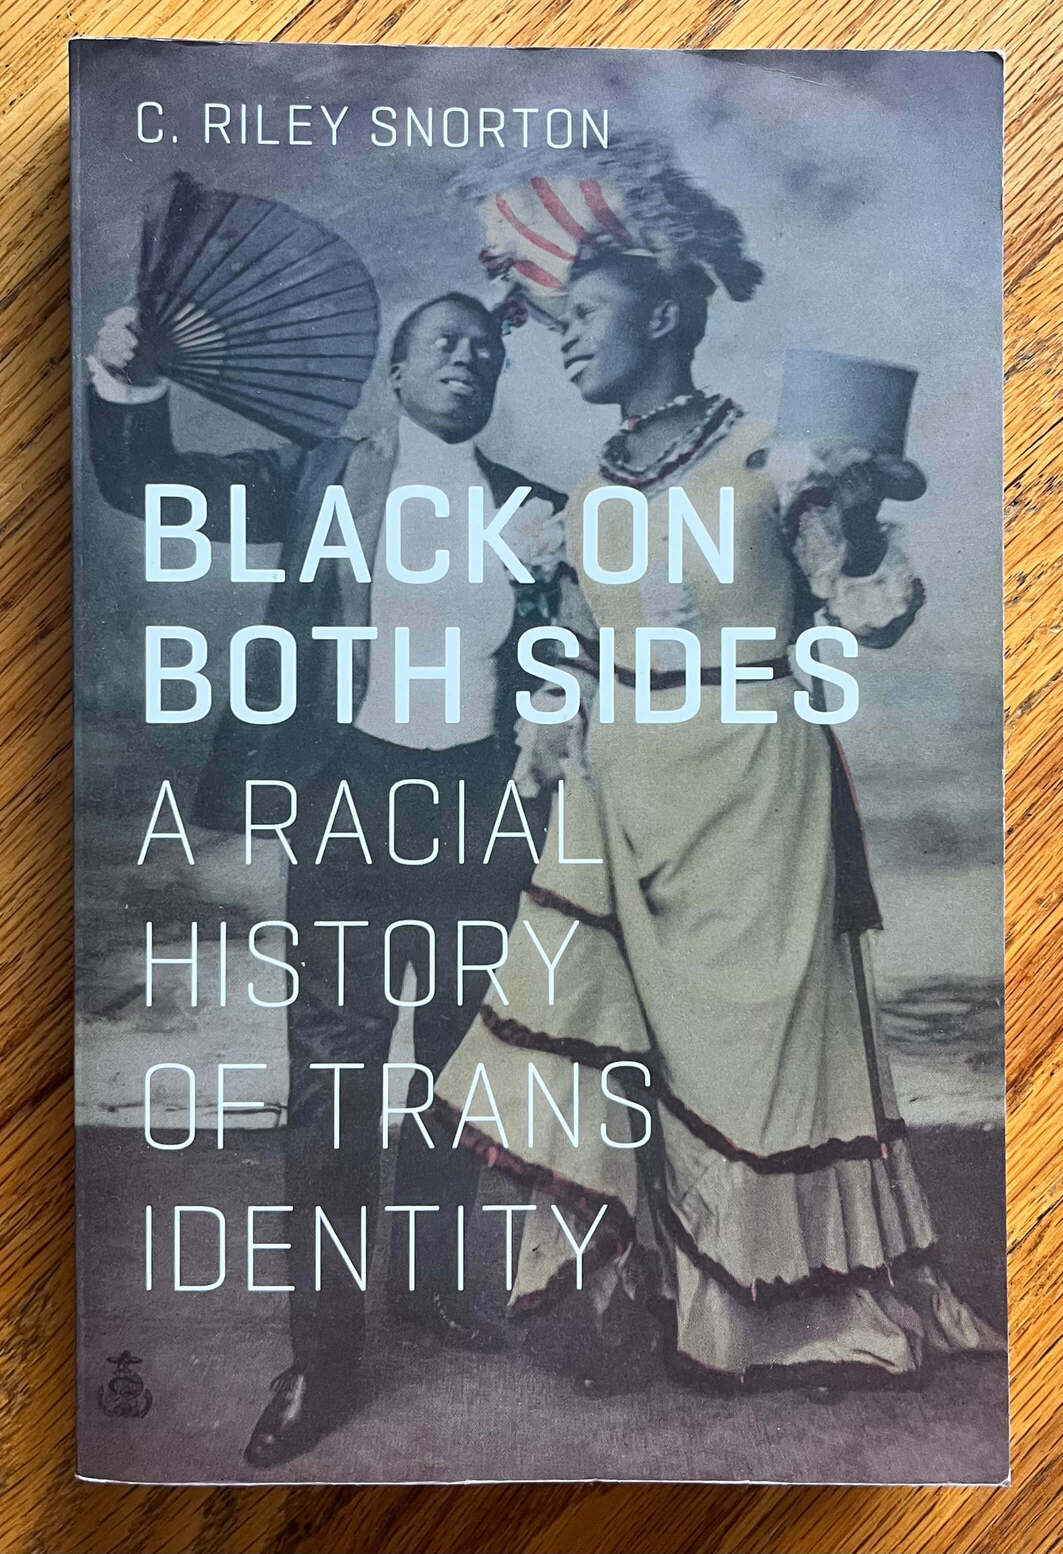 C. RILEY SNORTON
BLACK ON
BOTH SIDES
A RACIAL
HISTORY
OF TRANS
IDENTITY